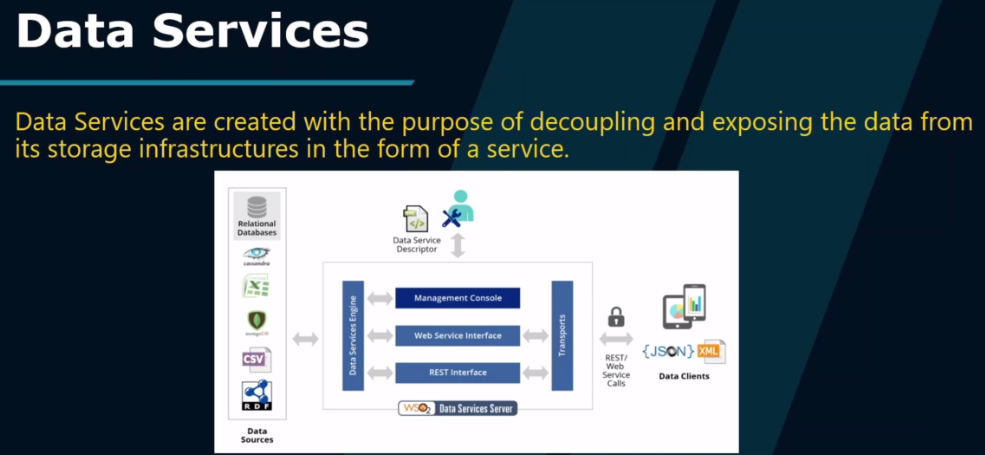 Data Services
Data Services are created with the purpose of decoupling and exposing the data from
its storage infrastructures in the form of a service.
Relational
Databases
cassandra
mongoDB
CSV
RDF
Data
Sources
Data Service
Descriptor
Data Services Engine
Management Console
Web Service Interface
REST Interface
Transports
WSO2 Data Services Server
REST/
Web
Service
Calls
{JSON} XML
Data Clients